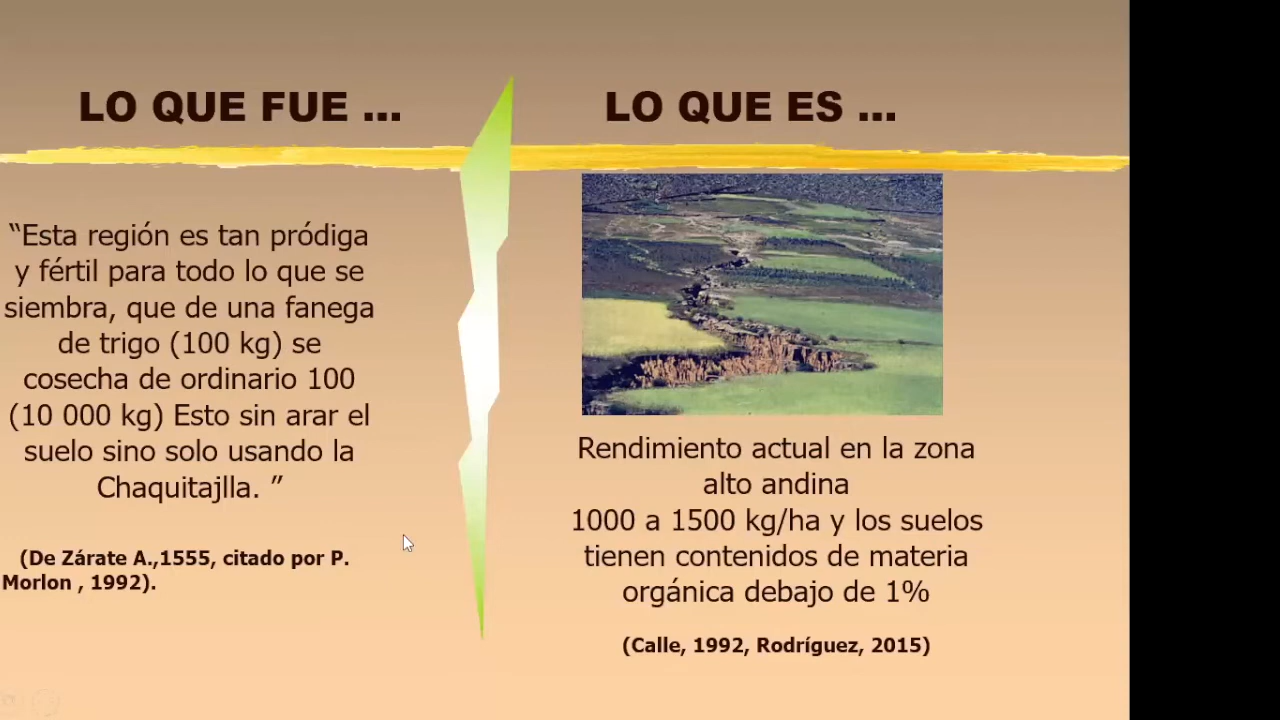 LO QUE FUE ...
“Esta región es tan pródiga
y fértil para todo lo que se
siembra, que de una fanega
de trigo (100 kg) se
cosecha de ordinario 100
(10 000 kg) Esto sin arar el
suelo sino solo usando la
Chaquitajlla. ”
(De Zárate A.,1555, citado por P.
Morlon , 1992).
LO QUE ES ...
Rendimiento actual en la zona
alto andina
1000 a 1500 kg/ha y los suelos
tienen contenidos de materia
orgánica debajo de 1%
(Calle, 1992, Rodríguez, 2015)